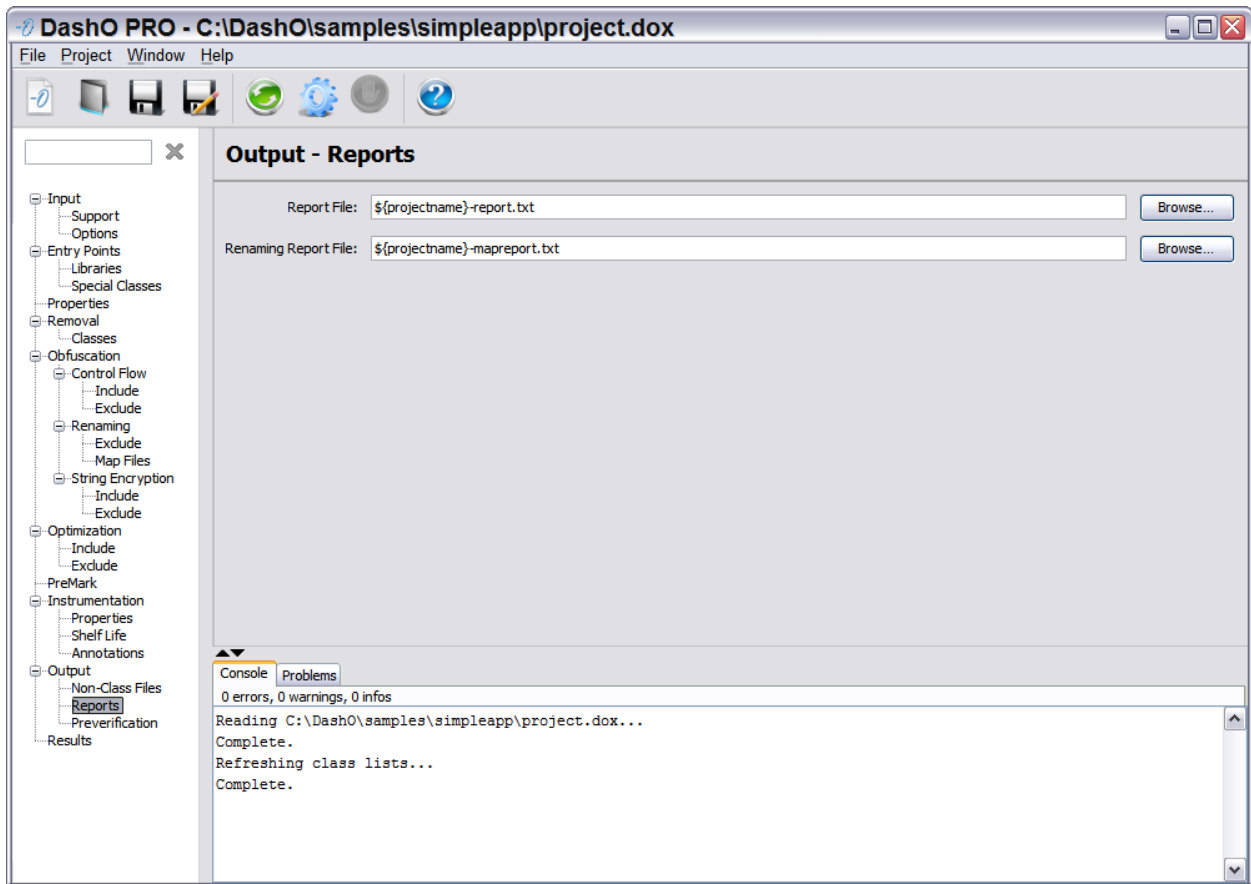 DashO PRO - C:\DashO\samples\simpleapp\project.dox
File Project Window Help
Output - Reports
Input
Support
Options
Entry Points
Libraries
Special Classes
Properties
Removal
Classes
Obfuscation
Control Flow
Include
Exclude
Renaming
Exclude
Map Files
String Encryption
Include
Exclude
Optimization
Include
Exclude
PreMark
Instrumentation
Properties
Shelf Life
Annotations
Output
Non-Class Files
Reports
Preverification
Results
Report File: ${projectname}-report.txt Browse...
Renaming Report File: ${projectname}-mapreport.txt Browse...
Console Problems
0 errors, 0 warnings, 0 infos
Reading C:\DashO\samples\simpleapp\project.dox...
Complete.
Refreshing class lists...
Complete.